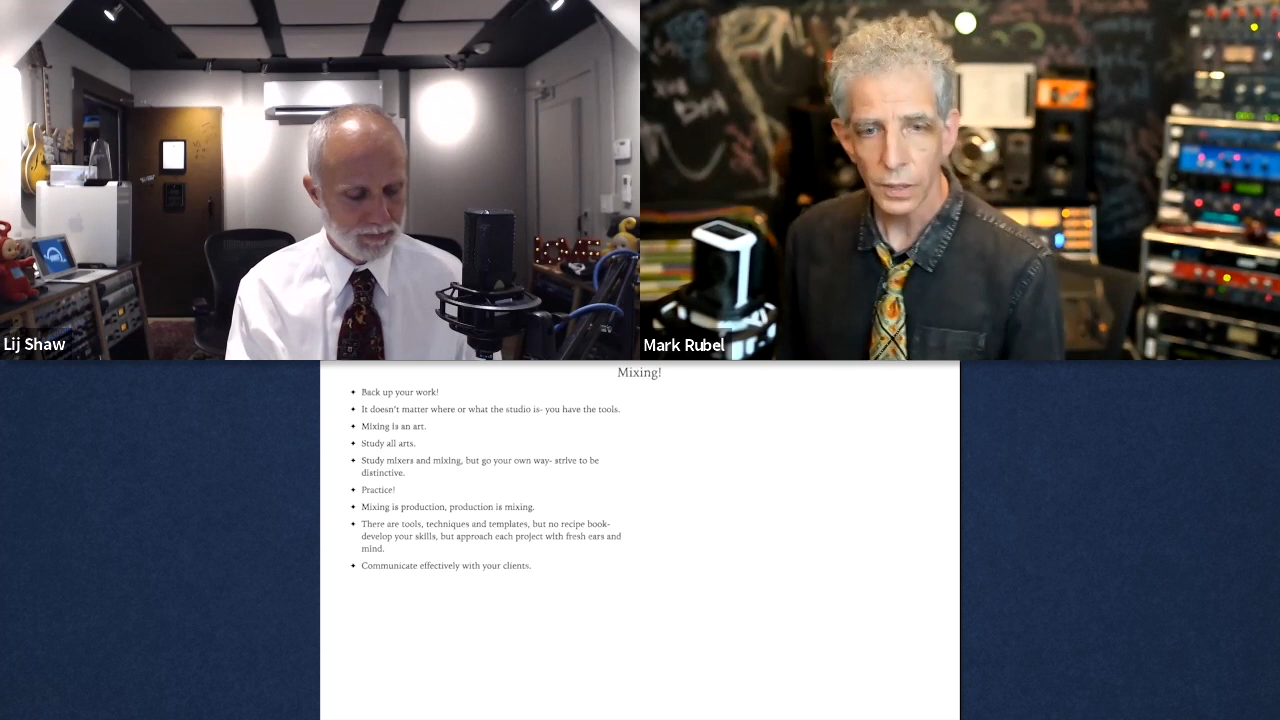 Lij Shaw
Mark Rubel
Mixing!
✦ Back up your work!
✦ It doesn't matter where or what the studio is- you have the tools.
✦ Mixing is an art.
✦ Study all arts.
✦ Study mixers and mixing, but go your own way- strive to be
distinctive.
✦ Practice!
✦ Mixing is production, production is mixing.
✦ There are tools, techniques and templates, but no recipe book-
develop your skills, but approach each project with fresh ears and
mind.
✦ Communicate effectively with your clients.